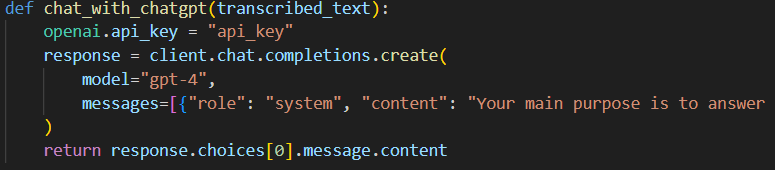 def chat_with_chatgpt(transcribed_text):
    openai.api_key = "api_key"
    response = client.chat.completions.create(
        model="gpt-4",
        messages=[{"role": "system", "content": "Your main purpose is to answer
    )
    return response.choices[0].message.content